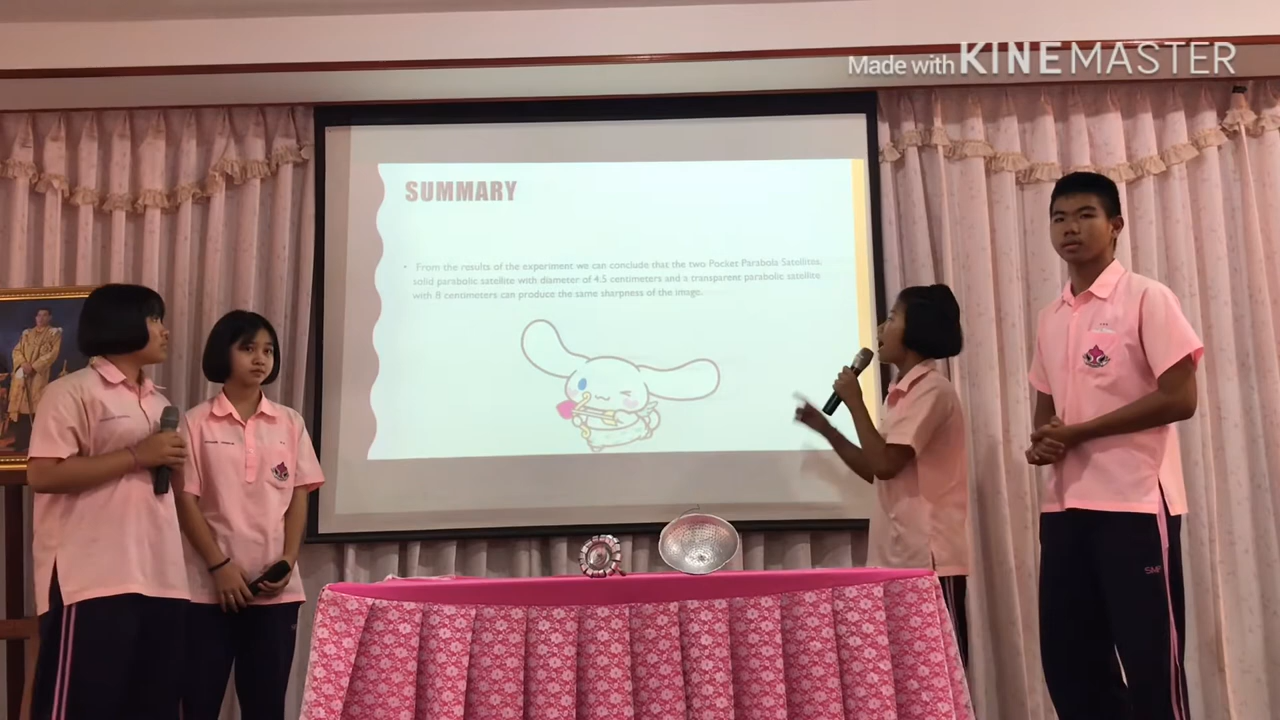 Made with KINEMASTER
SUMMARY
• From the results of the experiment we can conclude that the two Pocket Parabola Satellites,
solid parabolic satellite with diameter of 4.5 centimeters and a transparent parabolic satellite
with 8 centimeters can produce the same sharpness of the image.
SMP